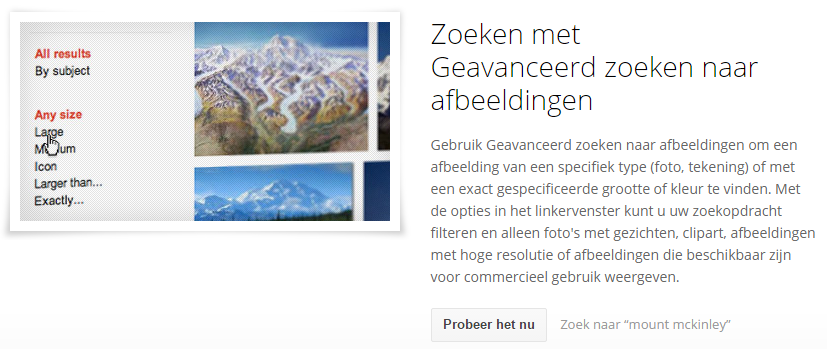 All results
By subject
Any size
Large
Medium
Icon
Larger than...
Exactly...
Zoeken met
Geavanceerd zoeken naar
afbeeldingen
Gebruik Geavanceerd zoeken naar afbeeldingen om een
afbeelding van een specifiek type (foto, tekening) of met
een exact gespecificeerde grootte of kleur te vinden. Met
de opties in het linkervenster kunt u uw zoekopdracht
filteren en alleen foto's met gezichten, clipart, afbeeldingen
met hoge resolutie of afbeeldingen die beschikbaar zijn
voor commercieel gebruik weergeven.
Probeer het nu
Zoek naar “mount mckinley”